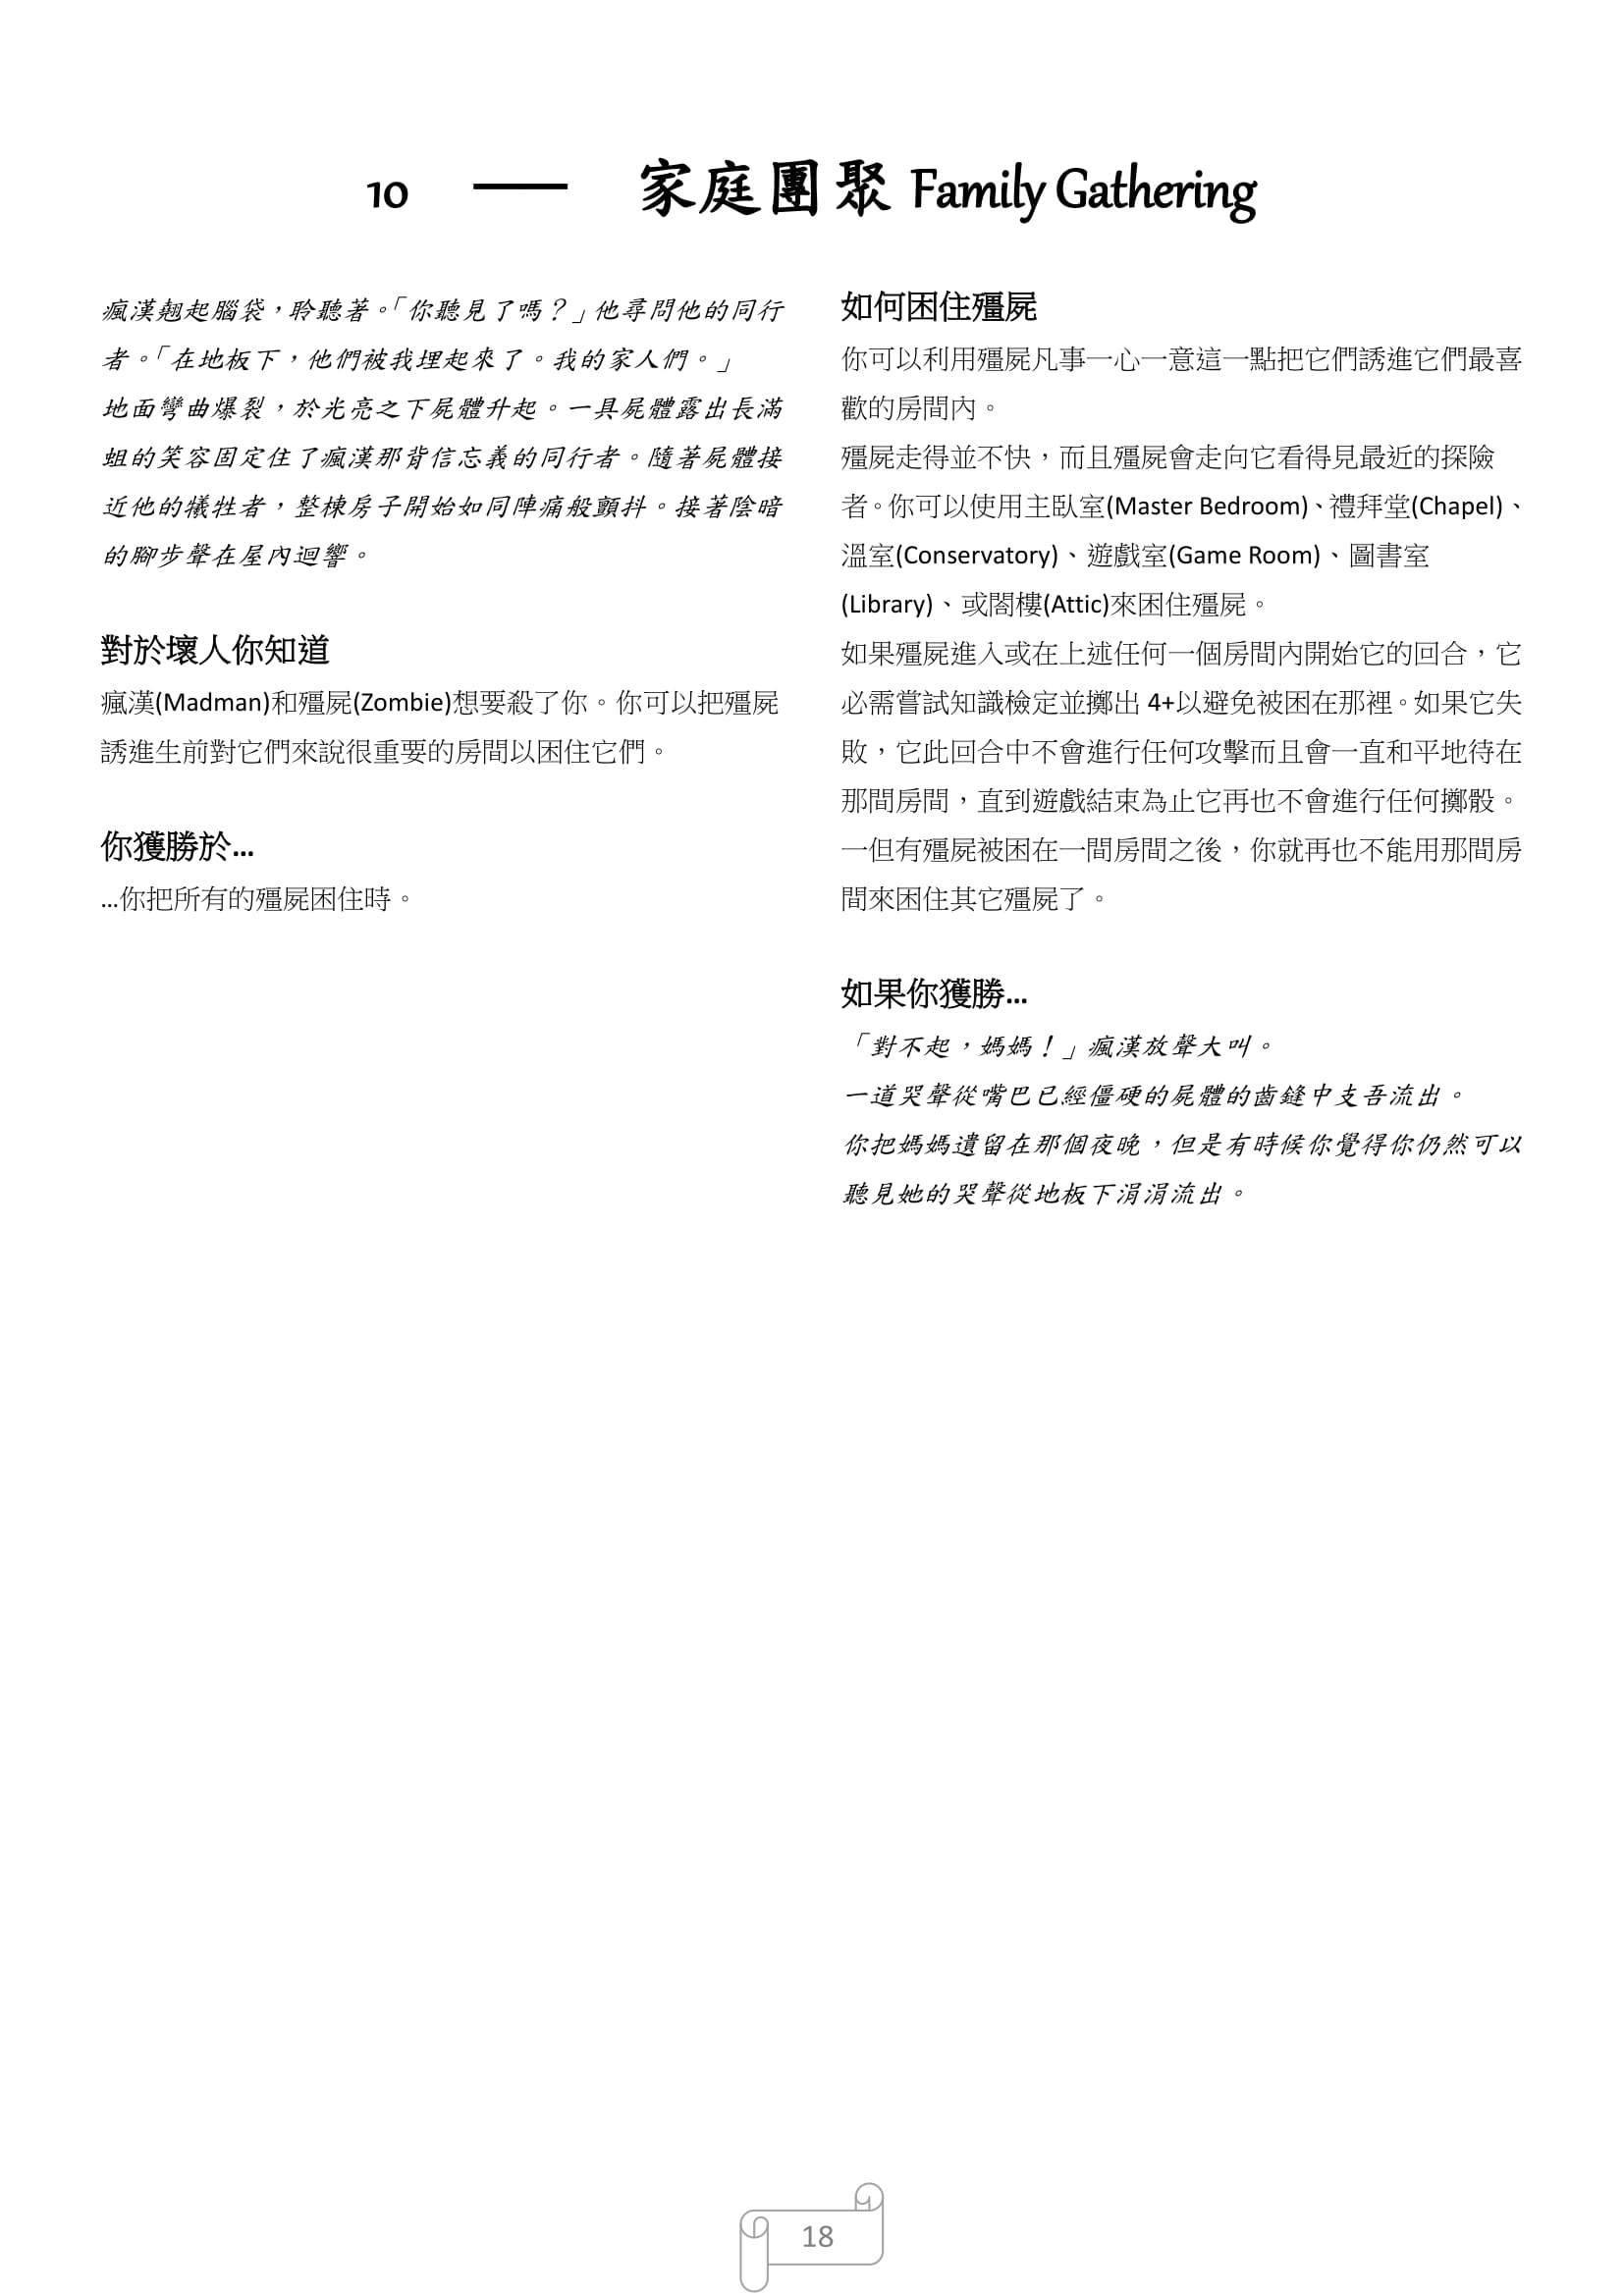 10 — 家庭團聚 Family Gathering
瘋漢翹起腦袋，聆聽著。「你聽見了嗎？」他尋問他的同行
者。「在地板下，他們被我埋起來了。我的家人們。」
地面彎曲爆裂，於光亮之下屍體升起。一具屍體露出長滿
蛆的笑容固定住了瘋漢那背信忘義的同行者。隨著屍體接
近他的犧牲者，整棟房子開始如同陣痛般顫抖。接著陰暗
的腳步聲在屋內迴響。
對於壞人你知道
瘋漢(Madman)和殭屍(Zombie)想要殺了你。你可以把殭屍
誘進生前對它們來說很重要的房間以困住它們。
你獲勝於…
…你把所有的殭屍困住時。
如何困住殭屍
你可以利用殭屍凡事一心一意這一點把它們誘進它們最喜
歡的房間內。
殭屍走得並不快，而且殭屍會走向它看得見最近的探險
者。你可以使用主臥室(Master Bedroom)、禮拜堂(Chapel)、
溫室(Conservatory)、遊戲室(Game Room)、圖書室
(Library)、或閣樓(Attic)來困住殭屍。
如果殭屍進入或在上述任何一個房間內開始它的回合，它
必需嘗試知識檢定並擲出 4+以避免被困在那裡。如果它失
敗，它此回合中不會進行任何攻擊而且會一直和平地待在
那間房間，直到遊戲結束為止它再也不會進行任何擲骰。
一但有殭屍被困在一間房間之後，你就再也不能用那間房
間來困住其它殭屍了。
如果你獲勝…
「對不起，媽媽！」瘋漢放聲大叫。
一道哭聲從嘴巴已經僵硬的屍體的齒縫中支吾流出。
你把媽媽遺留在那個夜晚，但是有時候你覺得你仍然可以
聽見她的哭聲從地板下涓涓流出。
18